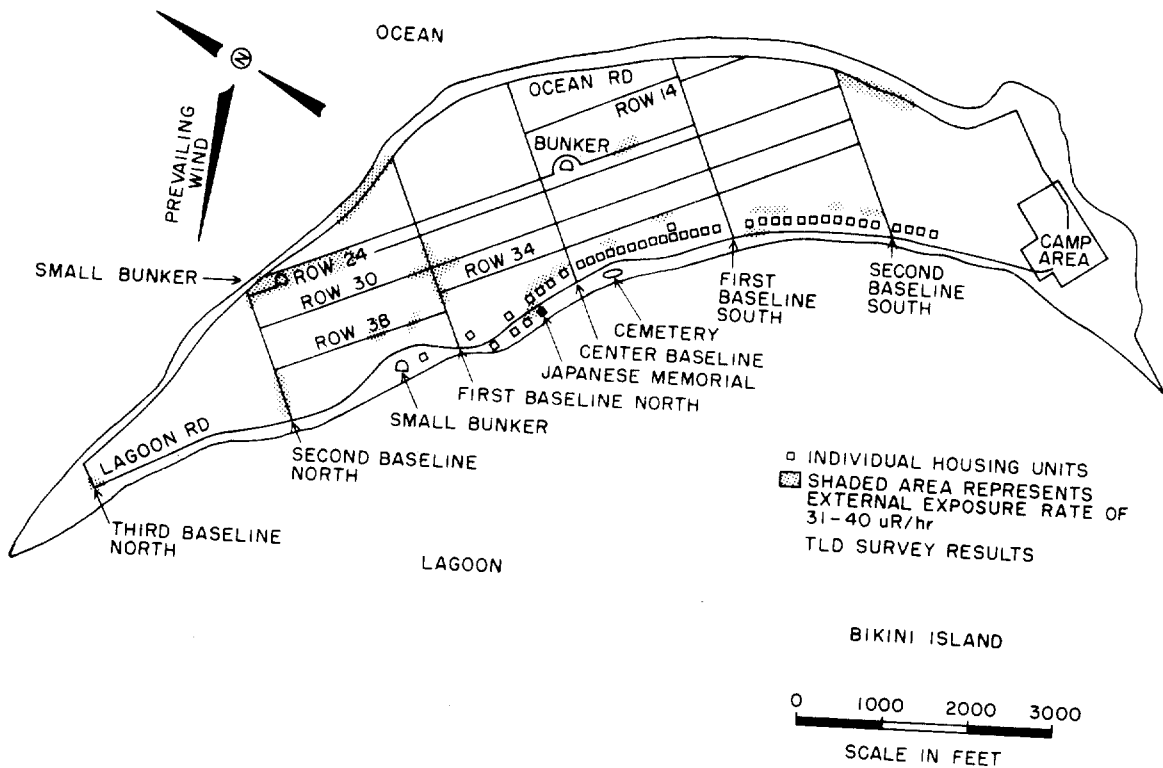 OCEAN
N
PREVAILING
WIND
OCEAN RD
ROW 14
BUNKER
SMALL BUNKER
ROW 24
ROW 30
ROW 34
ROW 38
CAMP
AREA
SECOND
BASELINE
SOUTH
FIRST
BASELINE
SOUTH
CEMETERY
CENTER BASELINE
JAPANESE MEMORIAL
FIRST BASELINE NORTH
SMALL BUNKER
LAGOON RD
SECOND BASELINE
NORTH
THIRD BASELINE
NORTH
LAGOON
INDIVIDUAL HOUSING UNITS
SHADED AREA REPRESENTS
EXTERNAL EXPOSURE RATE OF
31-40 uR/hr
TLD SURVEY RESULTS
BIKINI ISLAND
0 1000 2000 3000
SCALE IN FEET